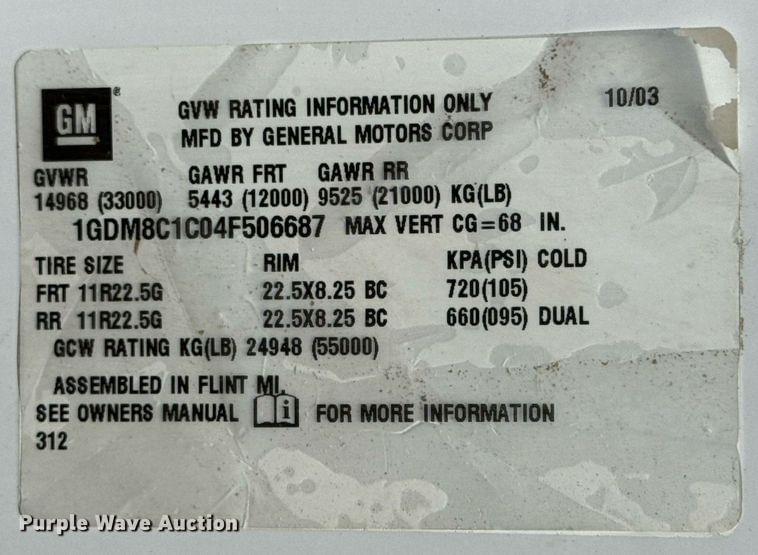 GM®
GVW RATING INFORMATION ONLY 10/03
MFD BY GENERAL MOTORS CORP
GVWR GAWR FRT GAWR RR
14968 (33000) 5443 (12000) 9525 (21000) KG(LB)
1GDM8C1C04F506687 MAX VERT CG=68 IN.
TIRE SIZE RIM KPA(PSI) COLD
FRT 11R22.5G 22.5X8.25 BC 720(105)
RR 11R22.5G 22.5X8.25 BC 660(095) DUAL
GCW RATING KG(LB) 24948 (55000)
ASSEMBLED IN FLINT MI.
SEE OWNERS MANUAL i FOR MORE INFORMATION
312
Purple Wave Auction